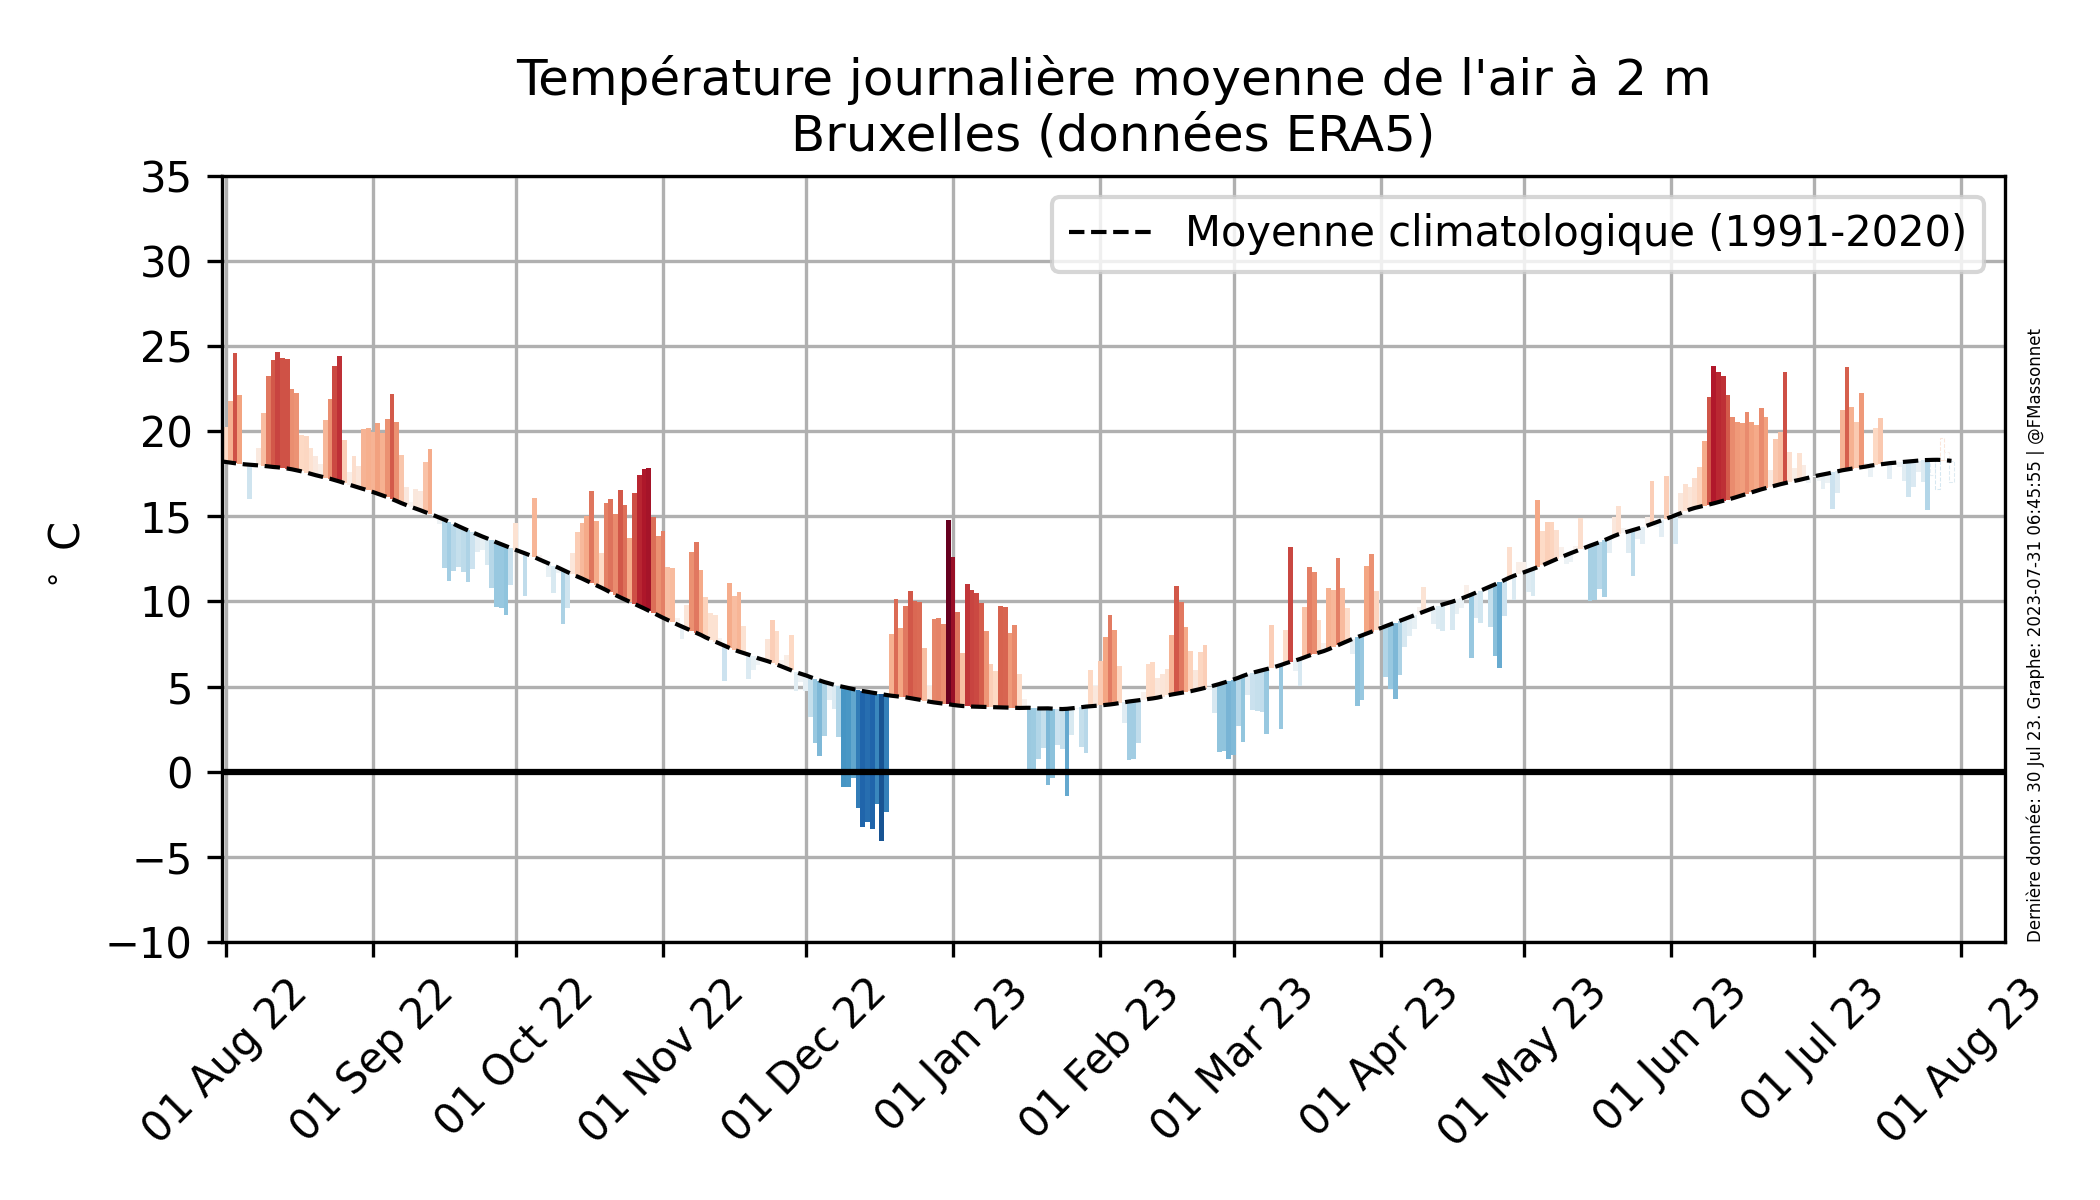 Température journalière moyenne de l'air à 2 m
Bruxelles (données ERA5)
Moyenne climatologique (1991-2020)
° C
35
30
25
20
15
10
5
0
−5
−10
01 Aug 22
01 Sep 22
01 Oct 22
01 Nov 22
01 Dec 22
01 Jan 23
01 Feb 23
01 Mar 23
01 Apr 23
01 May 23
01 Jun 23
01 Jul 23
01 Aug 23
Dernière donnée: 30 Jul 23. Graphe: 2023-07-31 06:45:55 | @FMassonnet